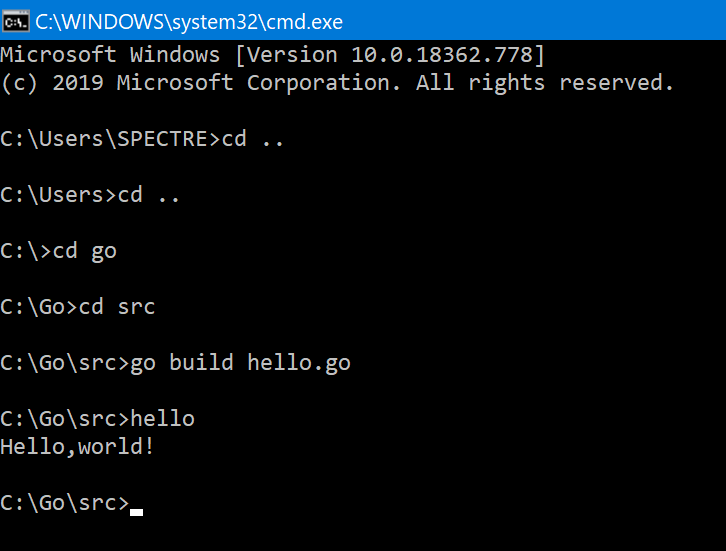 C:\WINDOWS\system32\cmd.exe
Microsoft Windows [Version 10.0.18362.778]
(c) 2019 Microsoft Corporation. All rights reserved.
C:\Users\SPECTRE>cd ..
C:\Users>cd ..
C:\>cd go
C:\Go>cd src
C:\Go\src>go build hello.go
C:\Go\src>hello
Hello,world!
C:\Go\src>